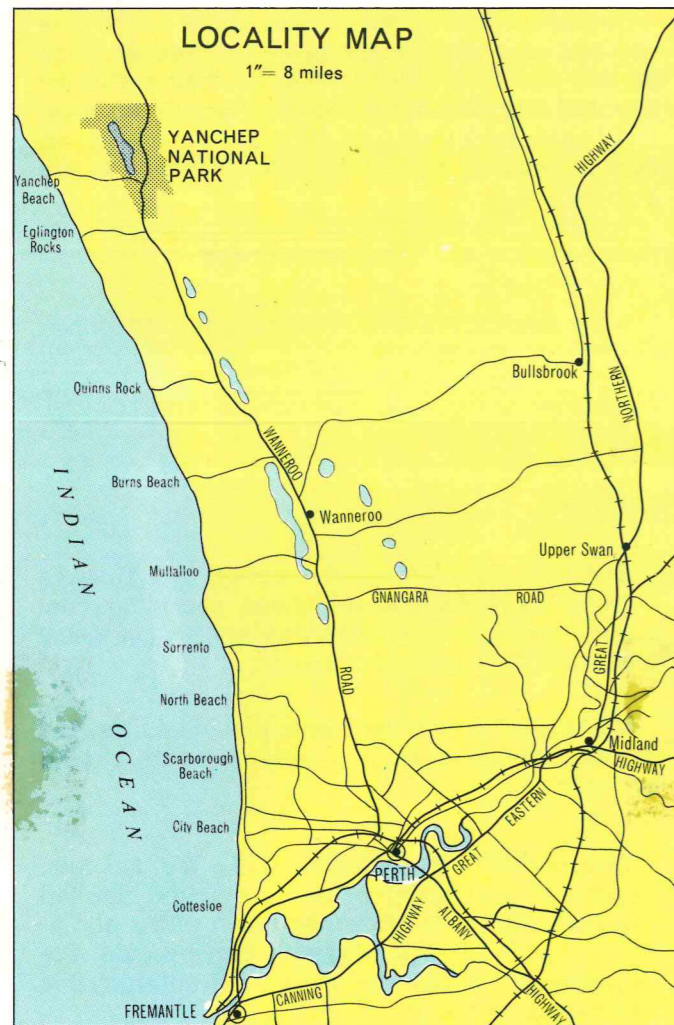 LOCALITY MAP
1"= 8 miles
YANCHEP
NATIONAL
PARK
Yanchep
Beach
Eglington
Rocks
HIGHWAY
Bullsbrook
NORTHERN
Quinns Rock
WANNEROO
Burns Beach
Wanneroo
INDIAN
Upper Swan
Mullalloo
GNANGARA ROAD
GREAT
Sorrento
ROAD
North Beach
OCEAN
Midland
HIGHWAY
Scarborough
Beach
EASTERN
City Beach
GREAT
PERTH
Cottesloe
HIGHWAY
ALBANY
CANNING
HIGHWAY
FREMANTLE